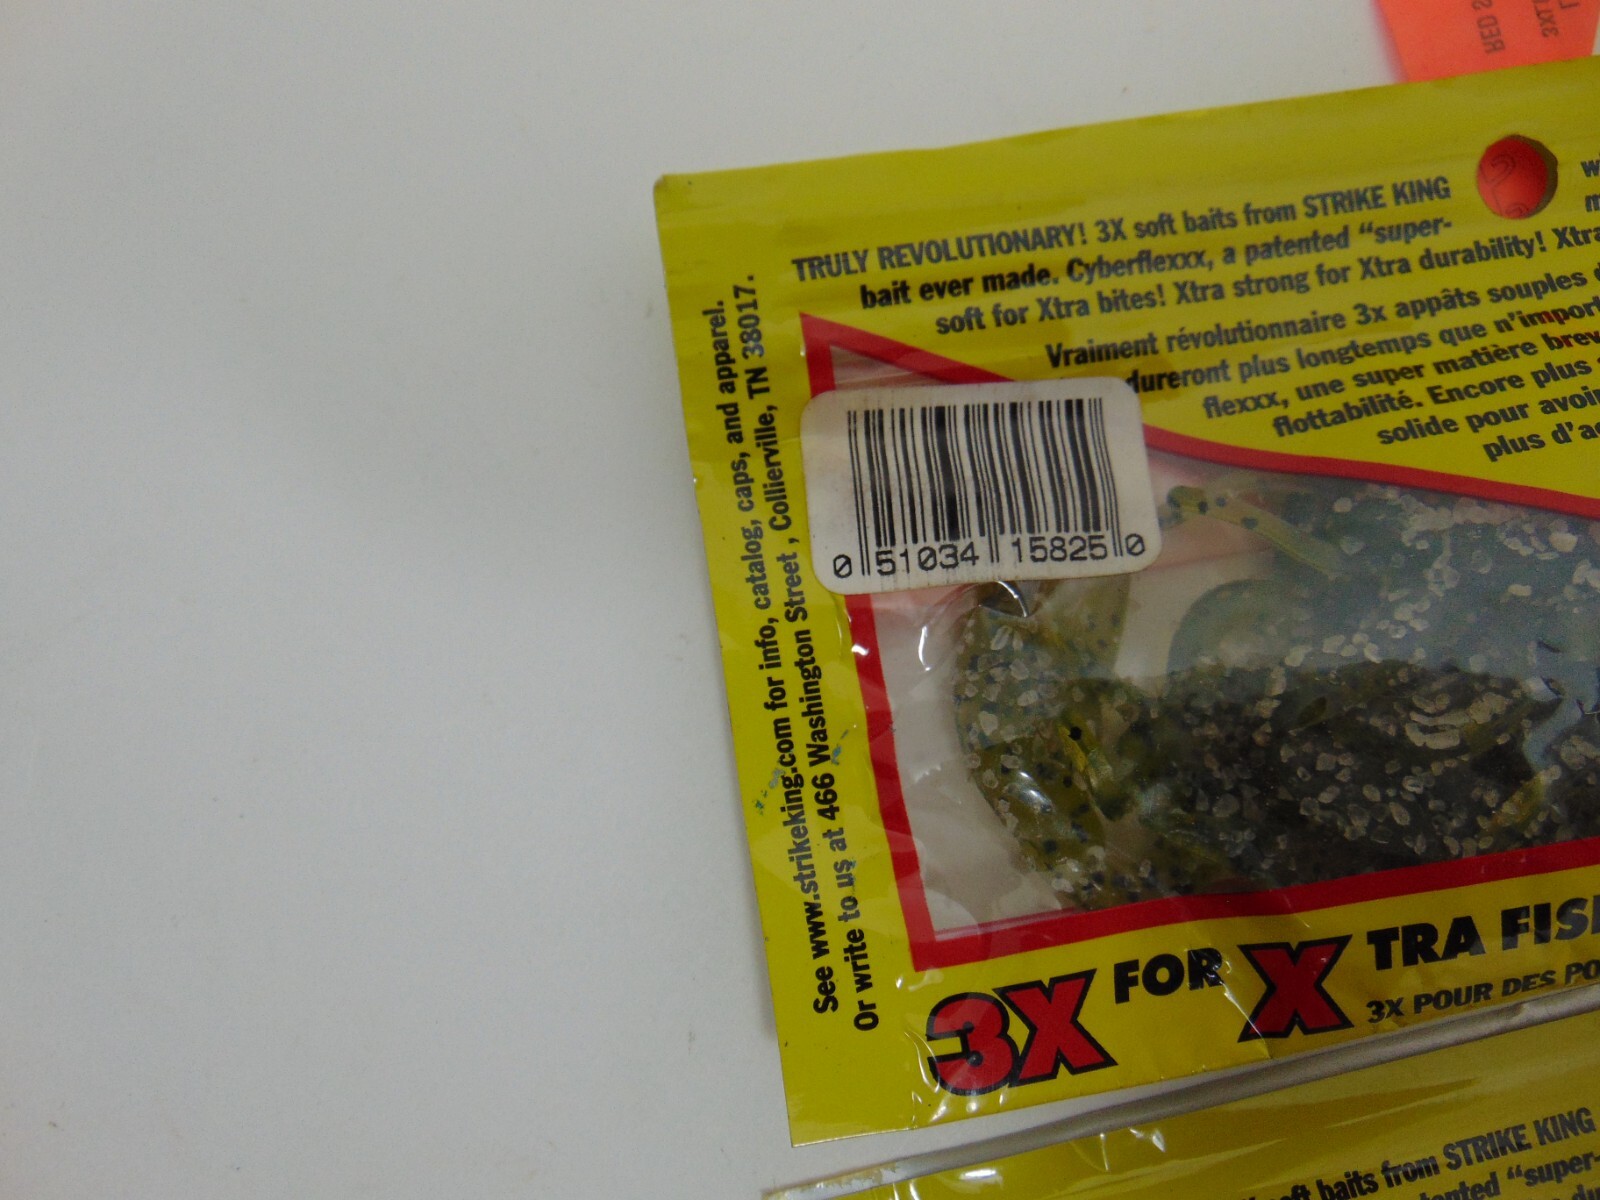 RED
3XT
TRULY REVOLUTIONARY! 3X soft baits from STRIKE KING
bait ever made. Cyberflexxx, a patented “super-
soft for Xtra bites! Xtra strong for Xtra durability! Xtra
Vraiment révolutionnaire 3x appâts souples
dureront plus longtemps que n'import
flexxx, une super matière brev
flottabilité. Encore plus
solide pour avoir
plus d'a
See www.strikeking.com for info, catalog, caps, and apparel.
Or write to us at 466 Washington Street , Collierville, TN 38017.
0 51034 15825 0
3X FOR X TRA FIS
3X POUR DES PO
soft baits from STRIKE KING
“super-